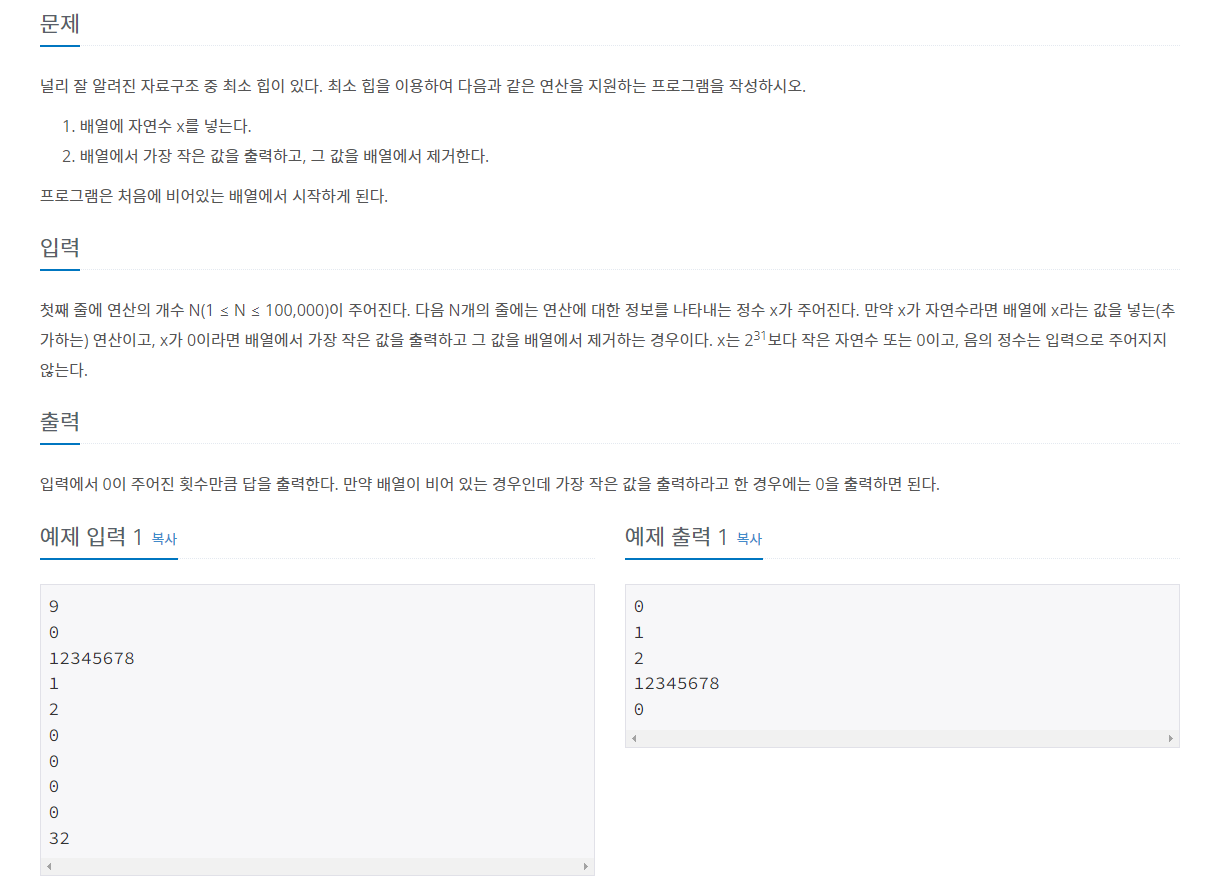 문제
널리 잘 알려진 자료구조 중 최소 힙이 있다. 최소 힙을 이용하여 다음과 같은 연산을 지원하는 프로그램을 작성하시오.
1. 배열에 자연수 x를 넣는다.
2. 배열에서 가장 작은 값을 출력하고, 그 값을 배열에서 제거한다.
프로그램은 처음에 비어있는 배열에서 시작하게 된다.
입력
첫째 줄에 연산의 개수 N(1 ≤ N ≤ 100,000)이 주어진다. 다음 N개의 줄에는 연산에 대한 정보를 나타내는 정수 x가 주어진다. 만약 x가 자연수라면 배열에 x라는 값을 넣는(추
가하는) 연산이고, x가 0이라면 배열에서 가장 작은 값을 출력하고 그 값을 배열에서 제거하는 경우이다. x는 2³¹보다 작은 자연수 또는 0이고, 음의 정수는 입력으로 주어지지
않는다.
출력
입력에서 0이 주어진 횟수만큼 답을 출력한다. 만약 배열이 비어 있는 경우인데 가장 작은 값을 출력하라고 한 경우에는 0을 출력하면 된다.
예제 입력 1 복사
9
0
12345678
1
2
0
0
0
0
32
예제 출력 1 복사
0
1
2
12345678
0